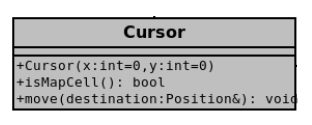 Cursor
+Cursor(x:int=0,y:int=0)
+isMapCell(): bool
+move(destination:Position&): void